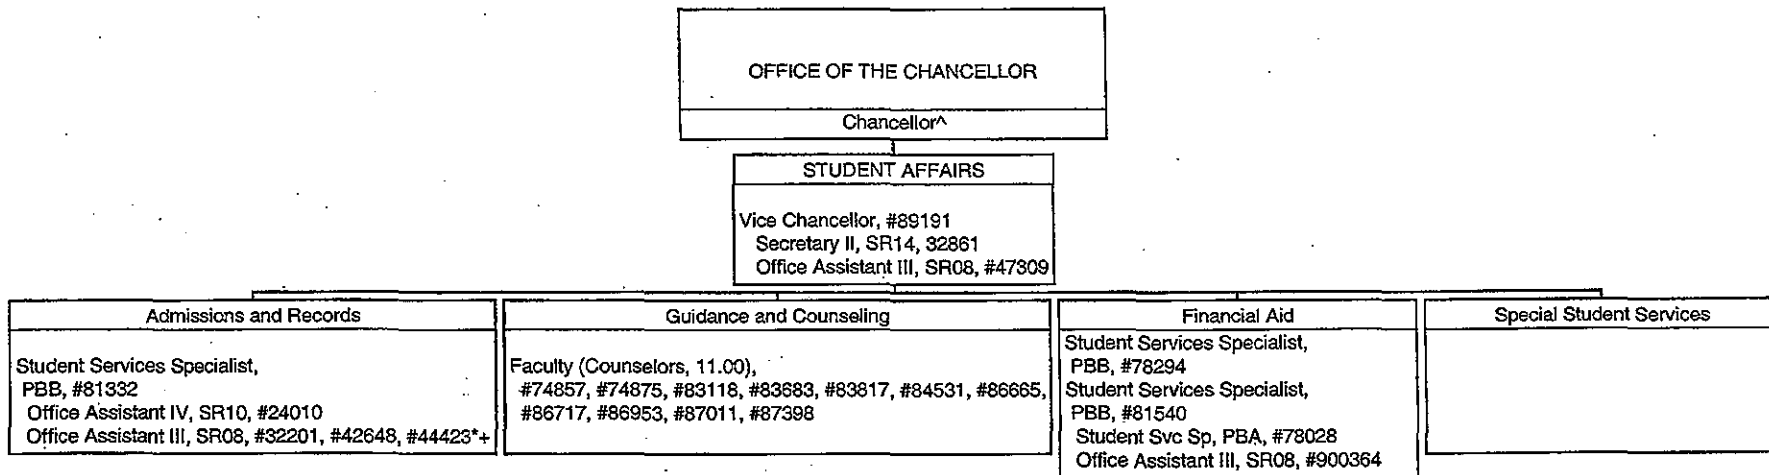 OFFICE OF THE CHANCELLOR
Chancellor^
STUDENT AFFAIRS
Vice Chancellor, #89191
Secretary II, SR14, 32861
Office Assistant III, SR08, #47309
Admissions and Records
Student Services Specialist,
PBB, #81332
Office Assistant IV, SR10, #24010
Office Assistant III, SR08, #32201, #42648, #44423*+
Guidance and Counseling
Faculty (Counselors, 11.00),
#74857, #74875, #83118, #83683, #83817, #84531, #86665,
#86717, #86953, #87011, #87398
Financial Aid
Student Services Specialist,
PBB, #78294
Student Services Specialist,
PBB, #81540
Student Svc Sp, PBA, #78028
Office Assistant III, SR08, #900364
Special Student Services